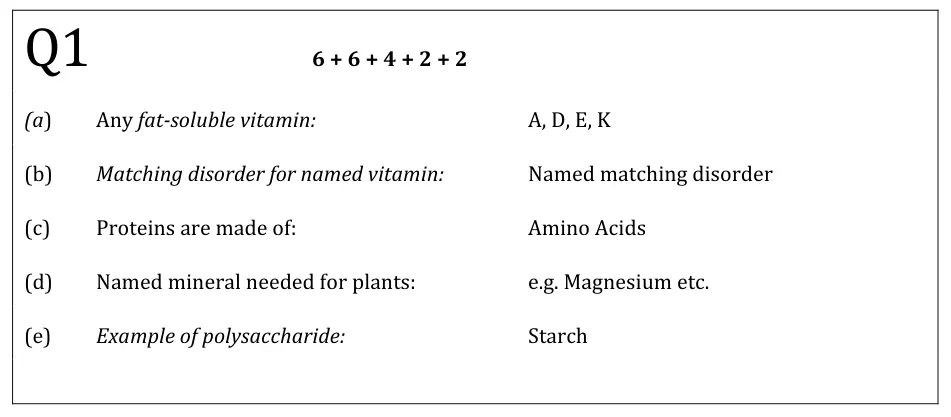 Q1 6 + 6 + 4 + 2 + 2
(a) Any fat-soluble vitamin: A, D, E, K
(b) Matching disorder for named vitamin: Named matching disorder
(c) Proteins are made of: Amino Acids
(d) Named mineral needed for plants: e.g. Magnesium etc.
(e) Example of polysaccharide: Starch